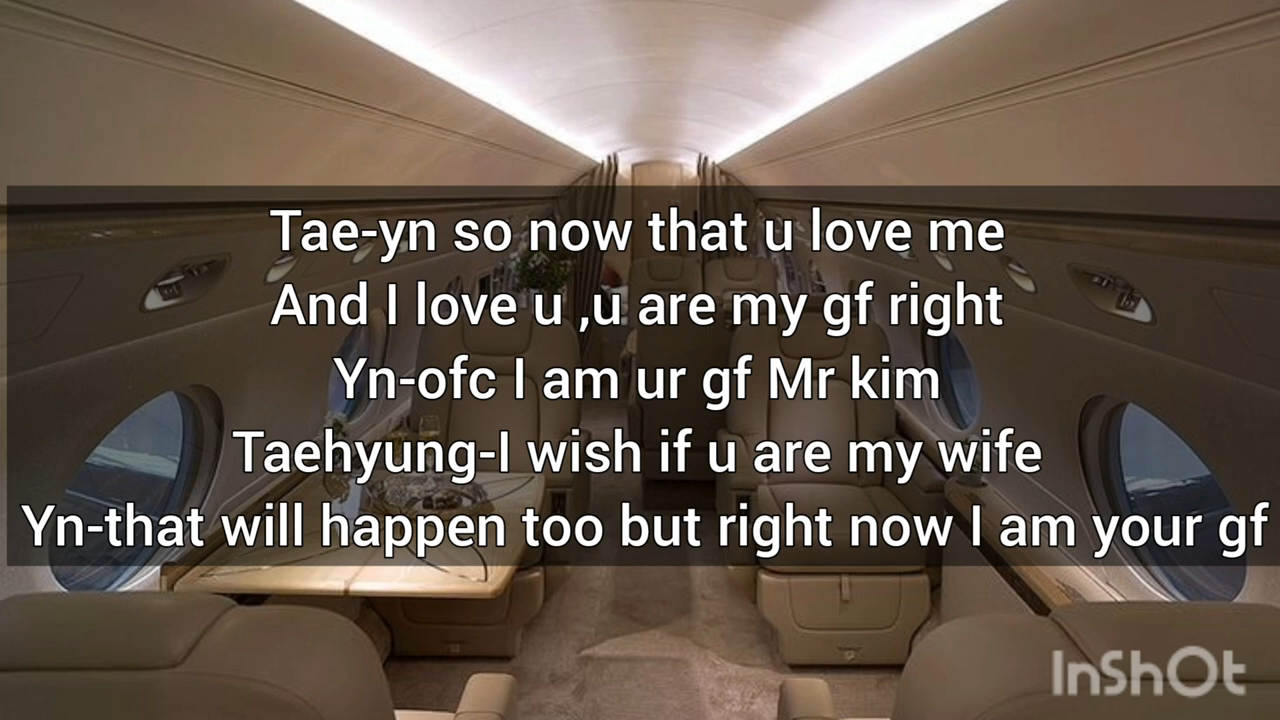 Tae-yn so now that u love me
And I love u ,u are my gf right
Yn-ofc I am ur gf Mr kim
Taehyung-I wish if u are my wife
Yn-that will happen too but right now I am your gf
InShOt